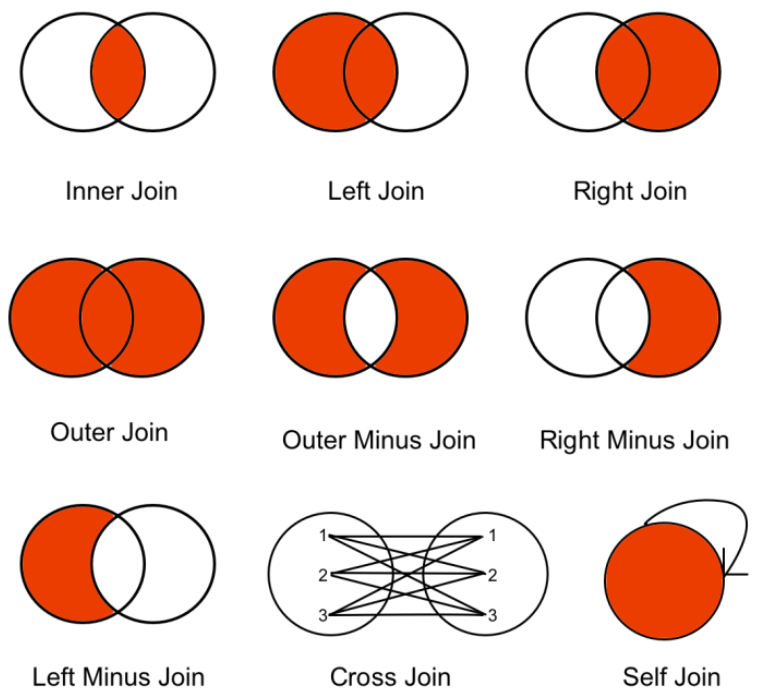 Inner Join
Left Join
Right Join
Outer Join
Outer Minus Join
Right Minus Join
1 1
2 2
3 3
Left Minus Join
Cross Join
Self Join